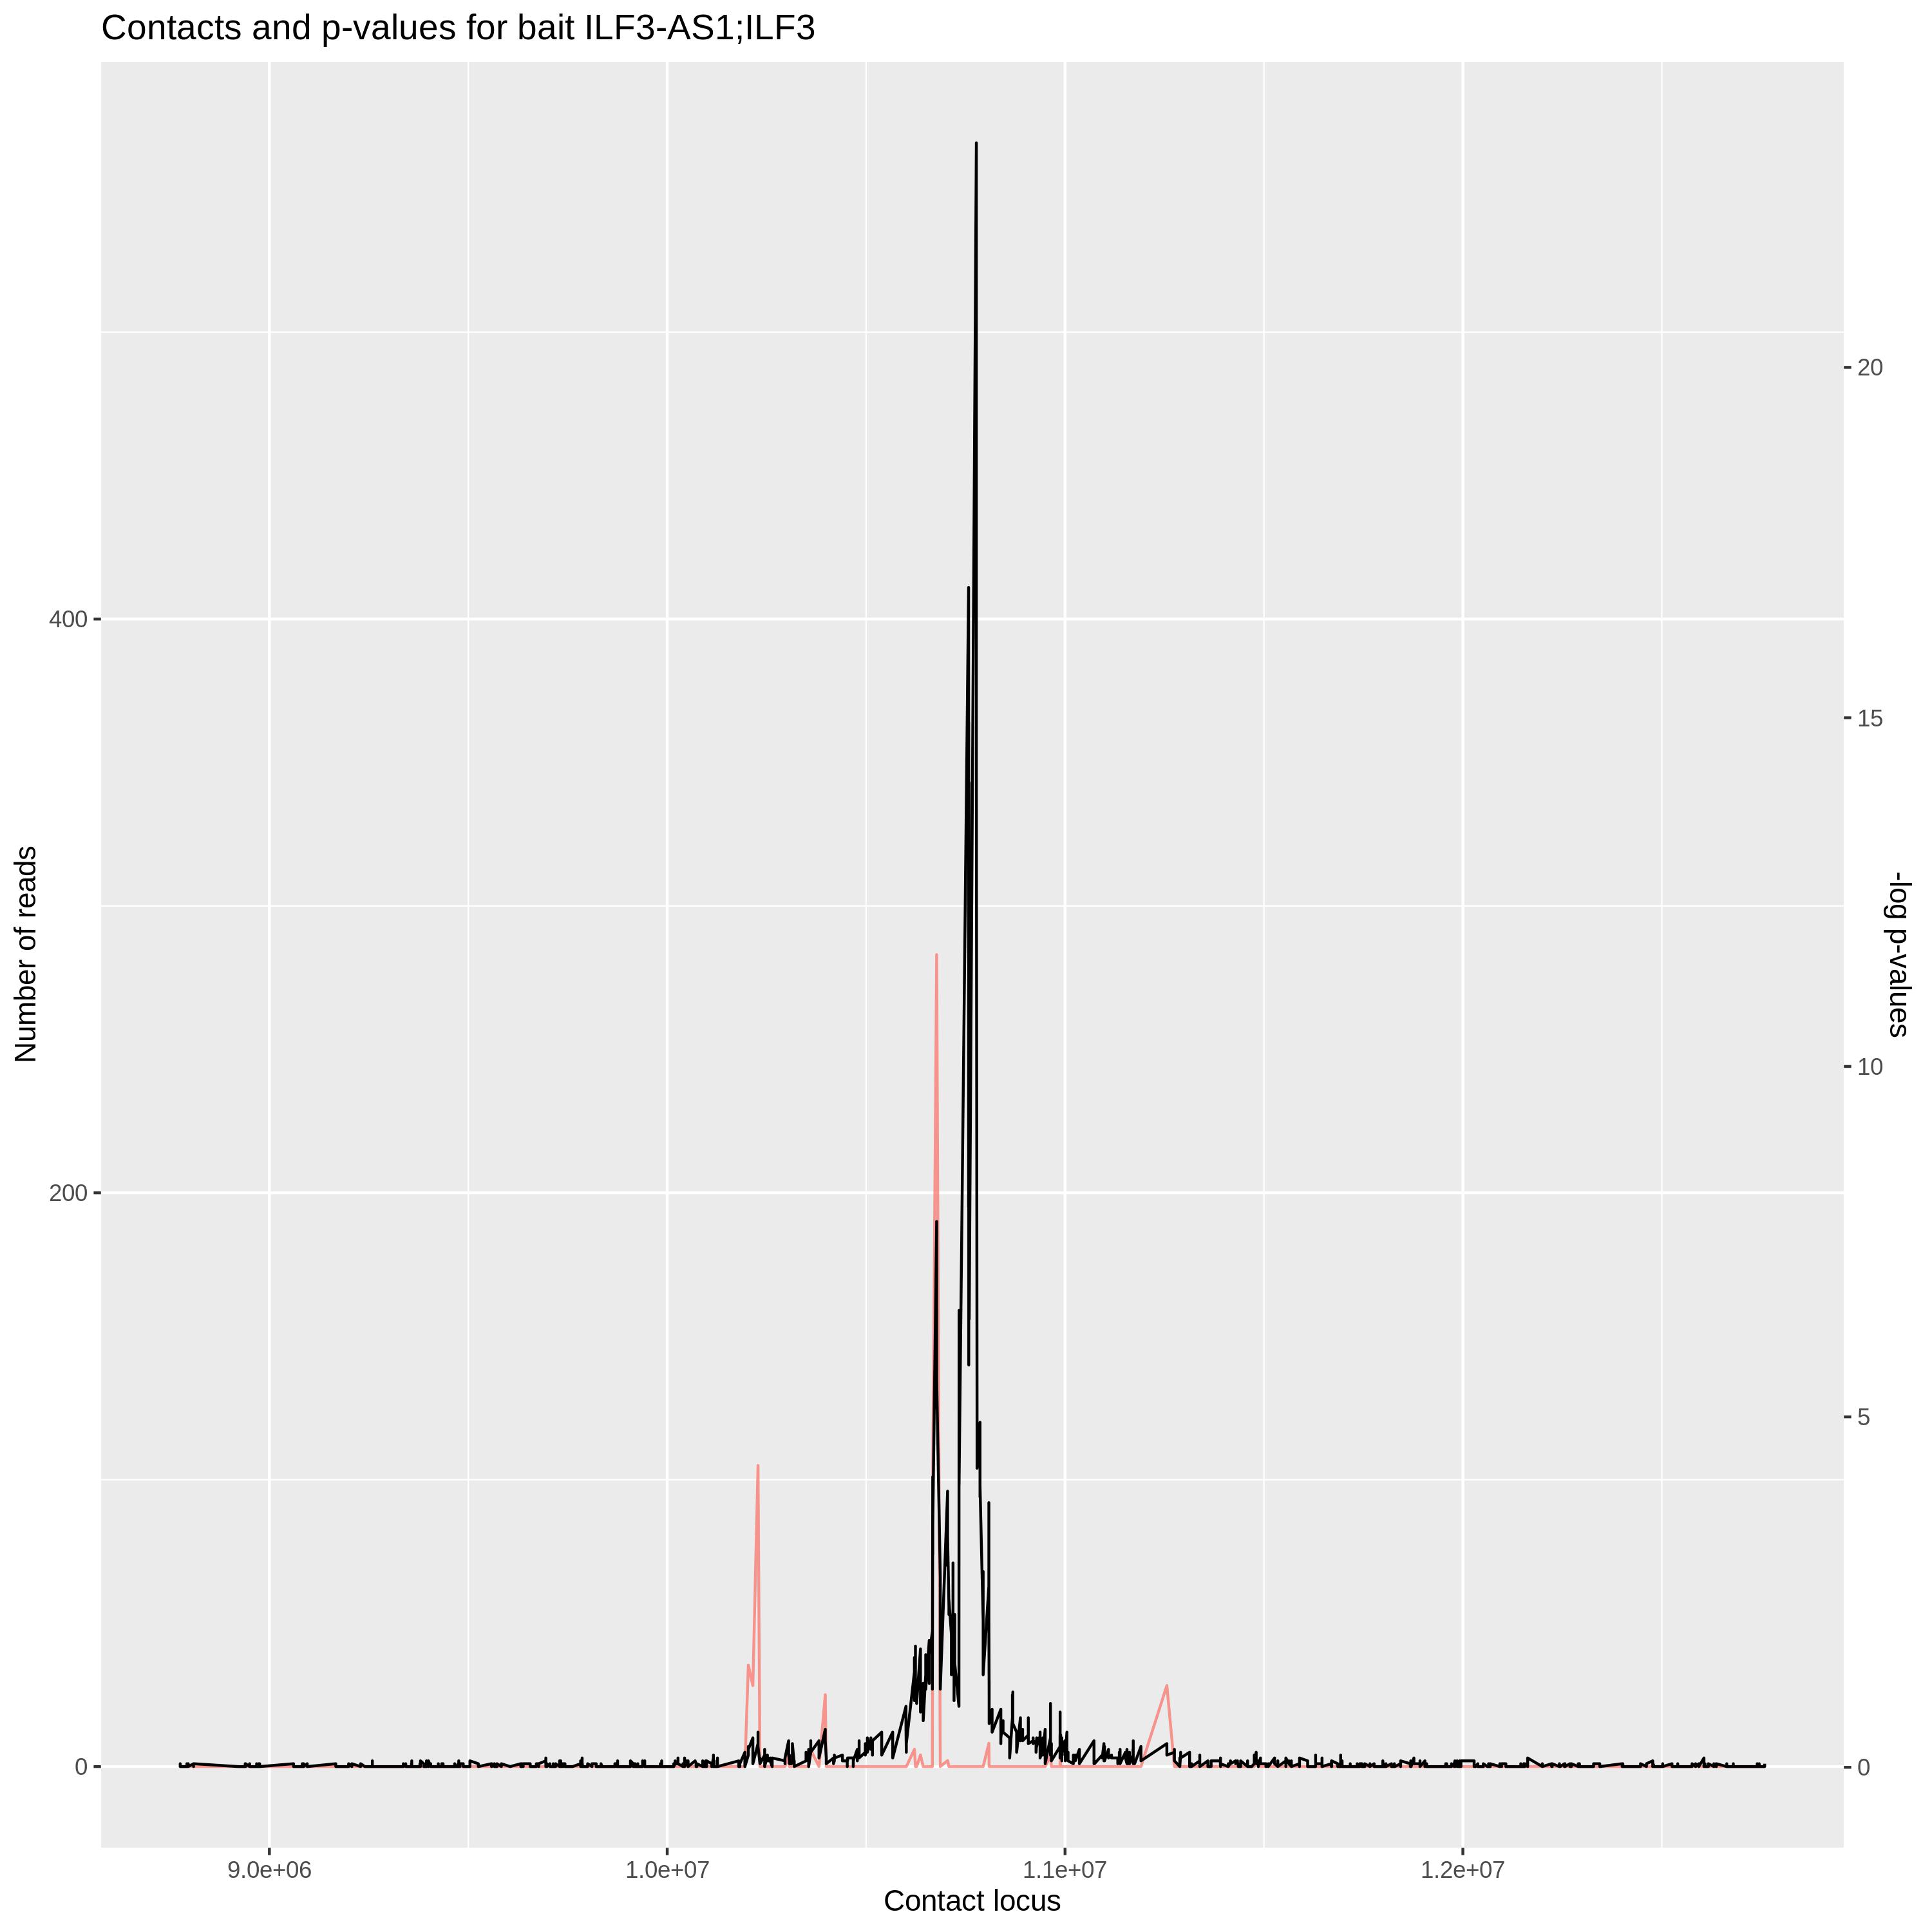 Contacts and p-values for bait ILF3-AS1;ILF3
Number of reads
400
200
0
20
15
10
5
0
-log p-values
9.0e+06
1.0e+07
1.1e+07
1.2e+07
Contact locus